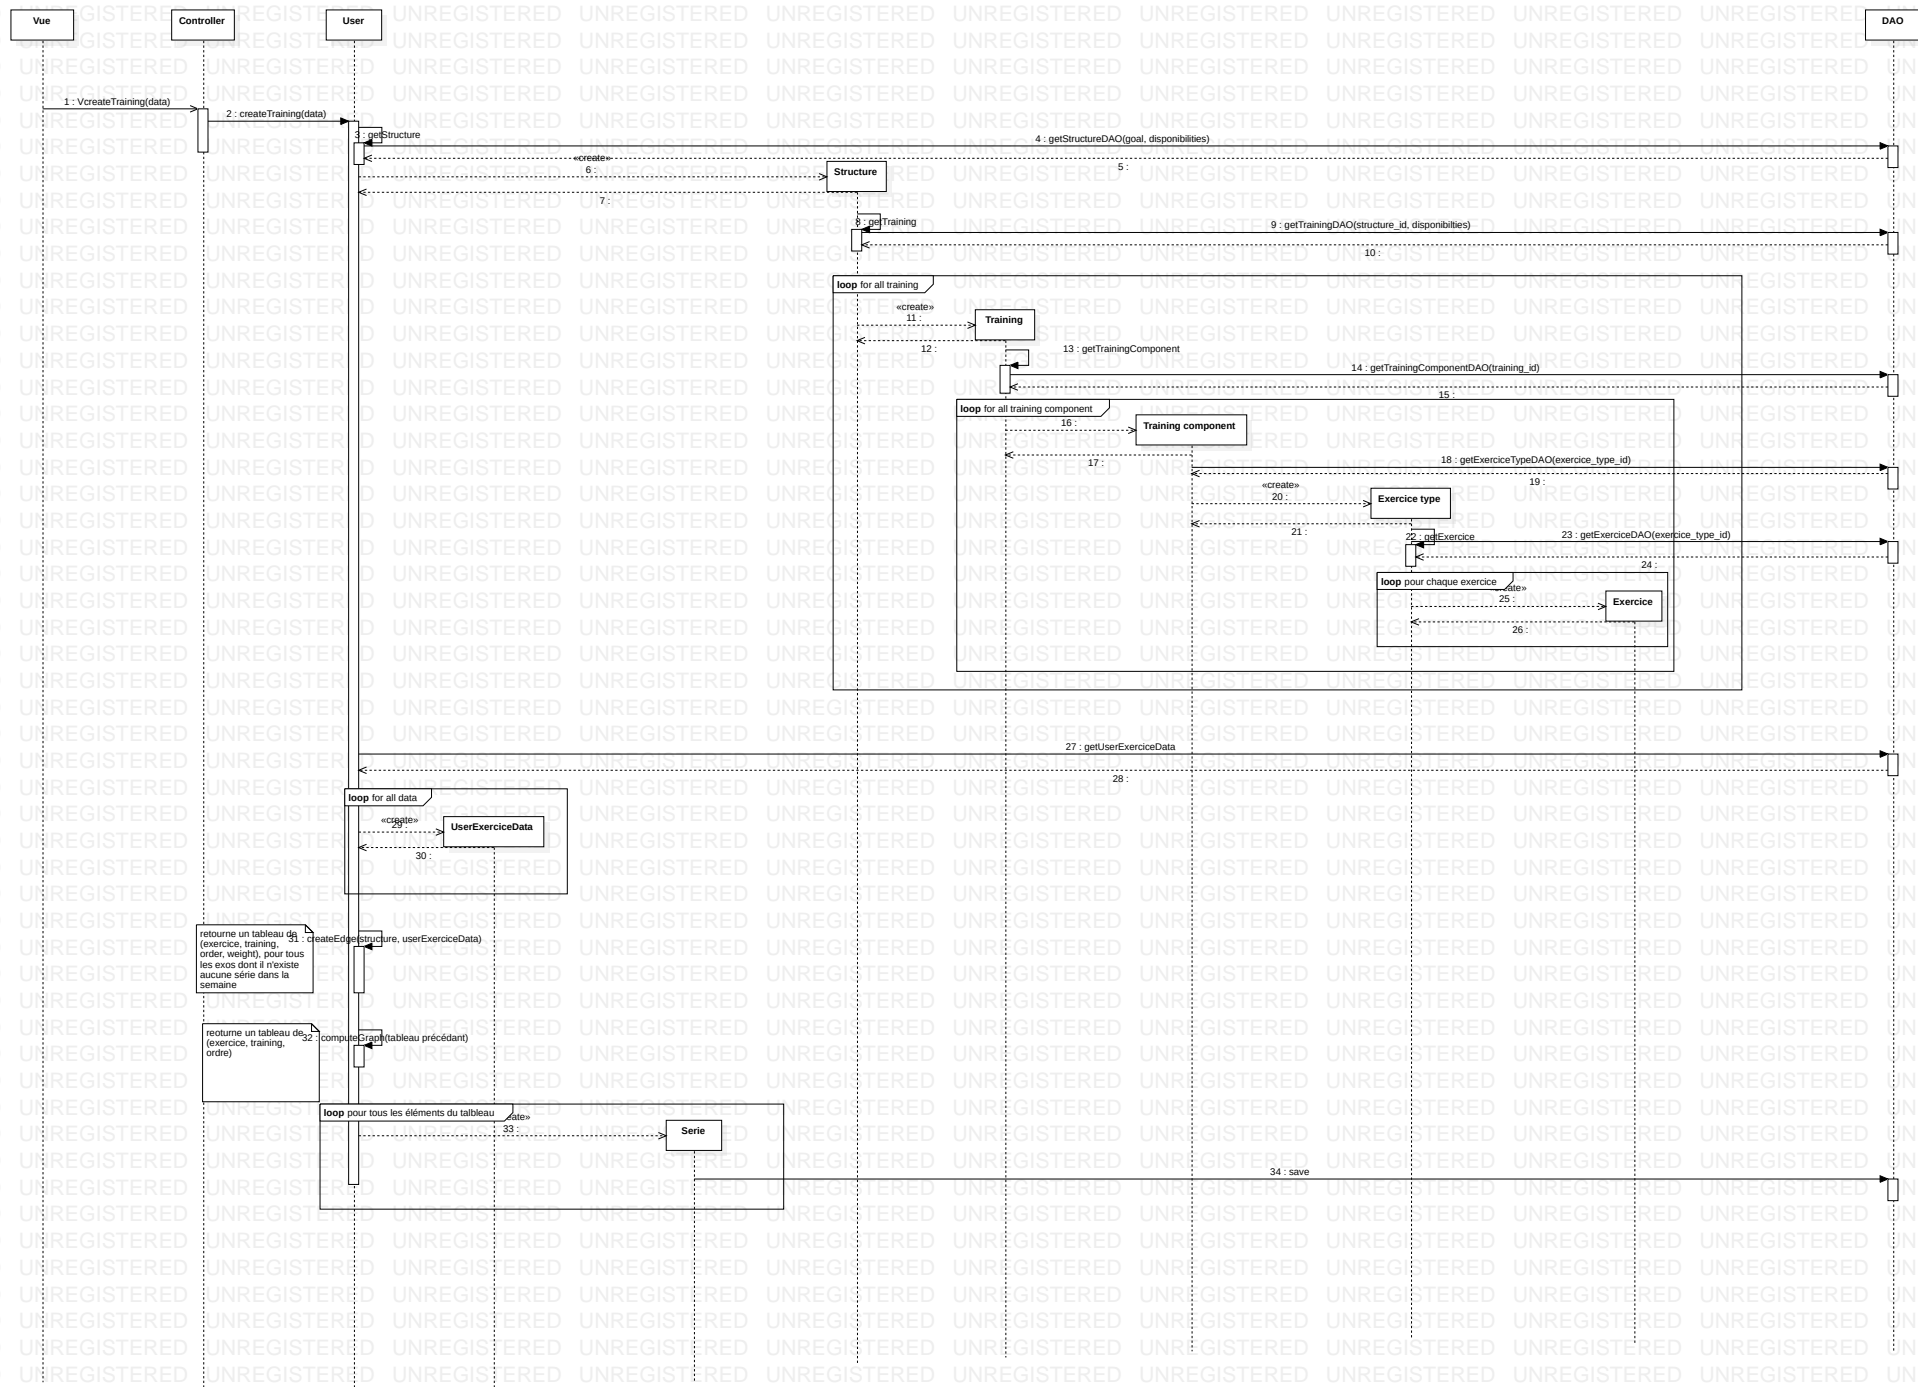 Vue
Controller
User
DAO
1 : VcreateTraining(data)
2 : createTraining(data)
3 : getStructure
4 : getStructureDAO(goal, disponibilities)
5 :
«create»
6 :
Structure
7 :
8 : getTraining
9 : getTrainingDAO(structure_id, disponibilties)
10 :
loop for all training
«create»
11 :
Training
12 :
13 : getTrainingComponent
14 : getTrainingComponentDAO(training_id)
15 :
loop for all training component
16 :
Training component
17 :
18 : getExerciceTypeDAO(exercice_type_id)
19 :
«create»
20 :
Exercice type
21 :
22 : getExercice
23 : getExerciceDAO(exercice_type_id)
24 :
loop pour chaque exercice
eate»
25 :
Exercice
26 :
27 : getUserExerciceData
28 :
loop for all data
«create»
29 :
UserExerciceData
30 :
retourne un tableau de
(exercice, training,
order, weight), pour tous
les exos dont il n'existe
aucune série dans la
semaine
31 : createEdge(structure, userExerciceData)
reoturne un tableau de
(exercice, training,
ordre)
32 : computeGraph(tableau précédant)
loop pour tous les éléments du talbleau
eate»
33 :
Serie
34 : save
UNREGISTERED